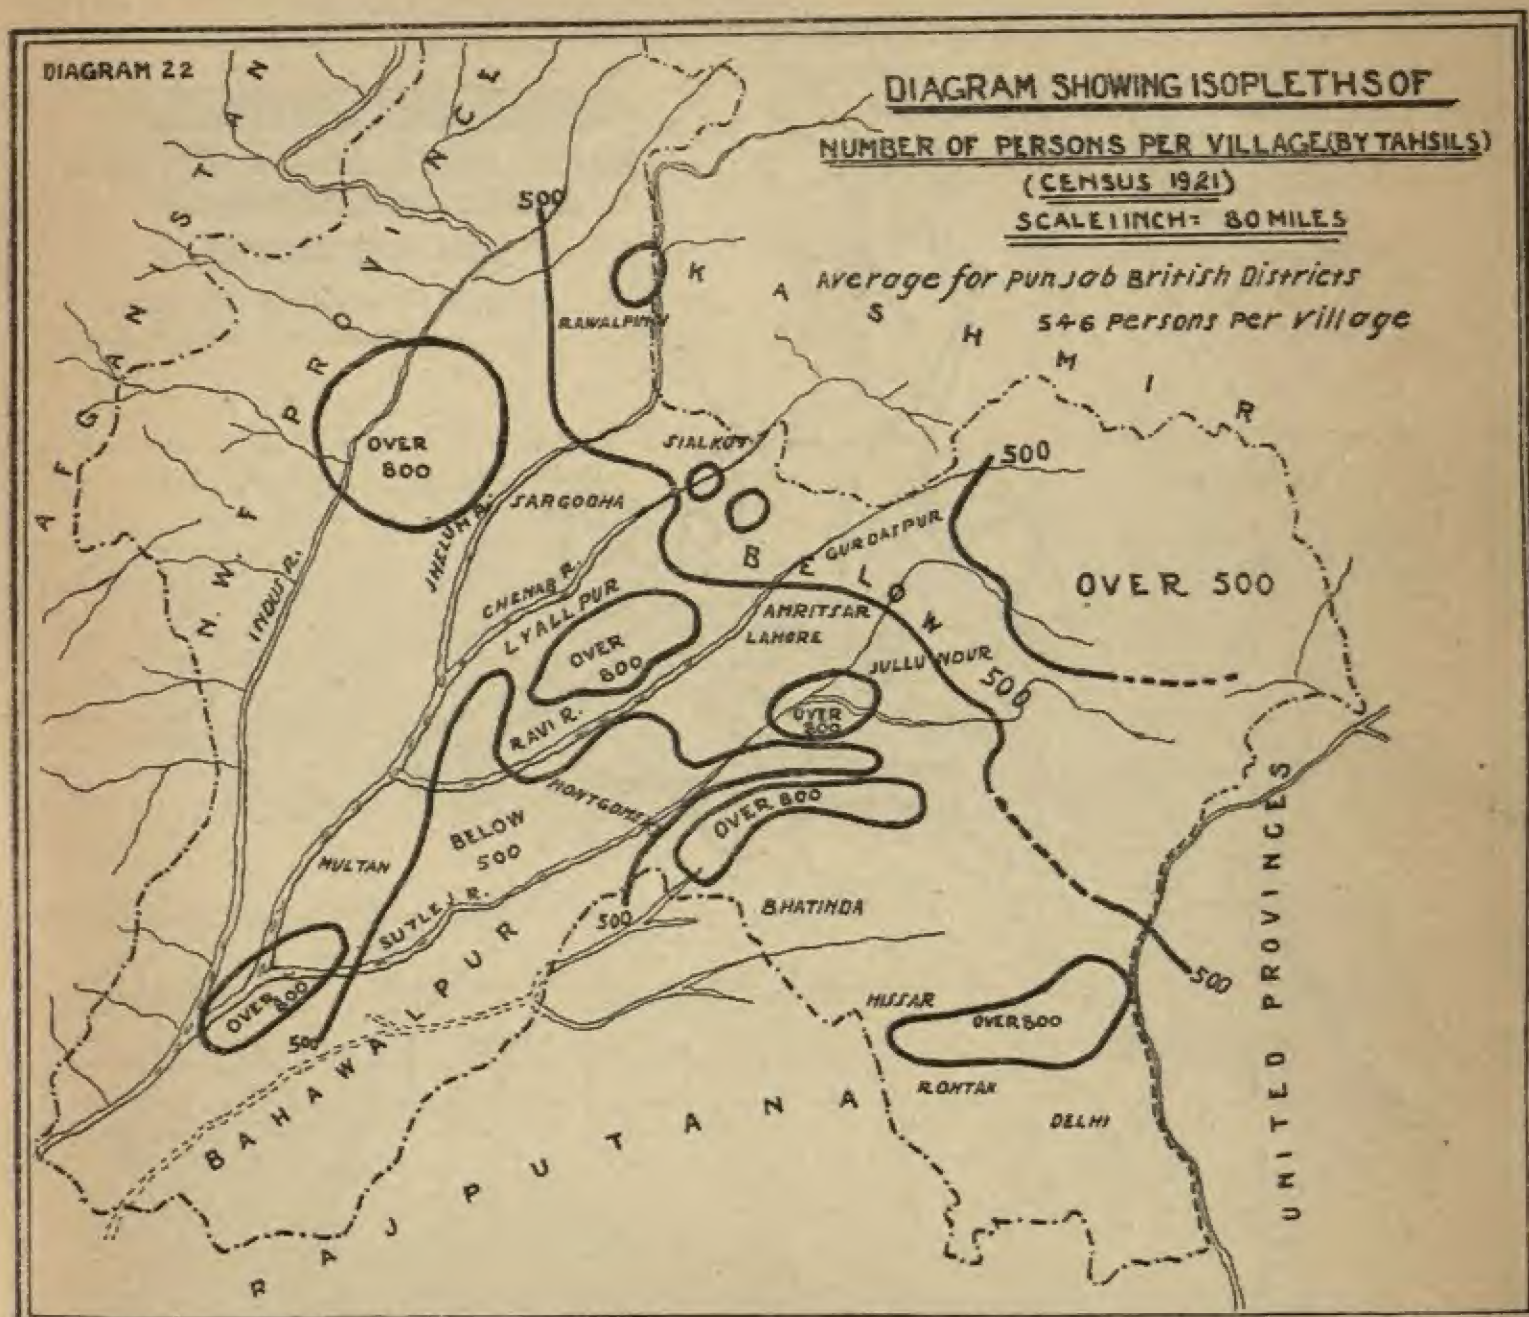 DIAGRAM 22
DIAGRAM SHOWING ISOPLETHS OF
NUMBER OF PERSONS PER VILLAGE (BY TAHSILS)
(CENSUS 1921)
SCALE 1 INCH = 80 MILES
Average for Punjab British Districts
546 Persons Per Village
AFGANISTAN
N. W. F. PROVINCE
KASHMIR
500
RAWALPINDI
OVER
800
SIALKOT
500
SARGODHA
JHELUM R.
INDUS R.
CHENAB R.
LYALLPUR
BELOW
GURDASPUR
OVER 500
AMRITSAR
LAHORE
OVER
800
JULLUNDUR
500
OVER
800
RAVI R.
MONTGOMERY
OVER 800
BELOW
500
MULTAN
SUTLEJ R.
500
BHATINDA
500
OVER 800
500
HISSAR
OVER 800
ROHTAK
DELHI
BAHAWALPUR
RAJPUTANA
UNITED PROVINCES